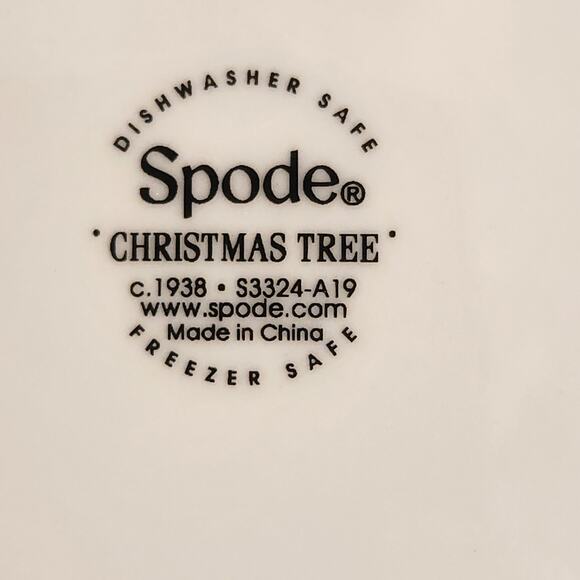 DISHWASHER SAFE
Spode®
· CHRISTMAS TREE ·
c.1938 • S3324-A19
www.spode.com
Made in China
FREEZER SAFE